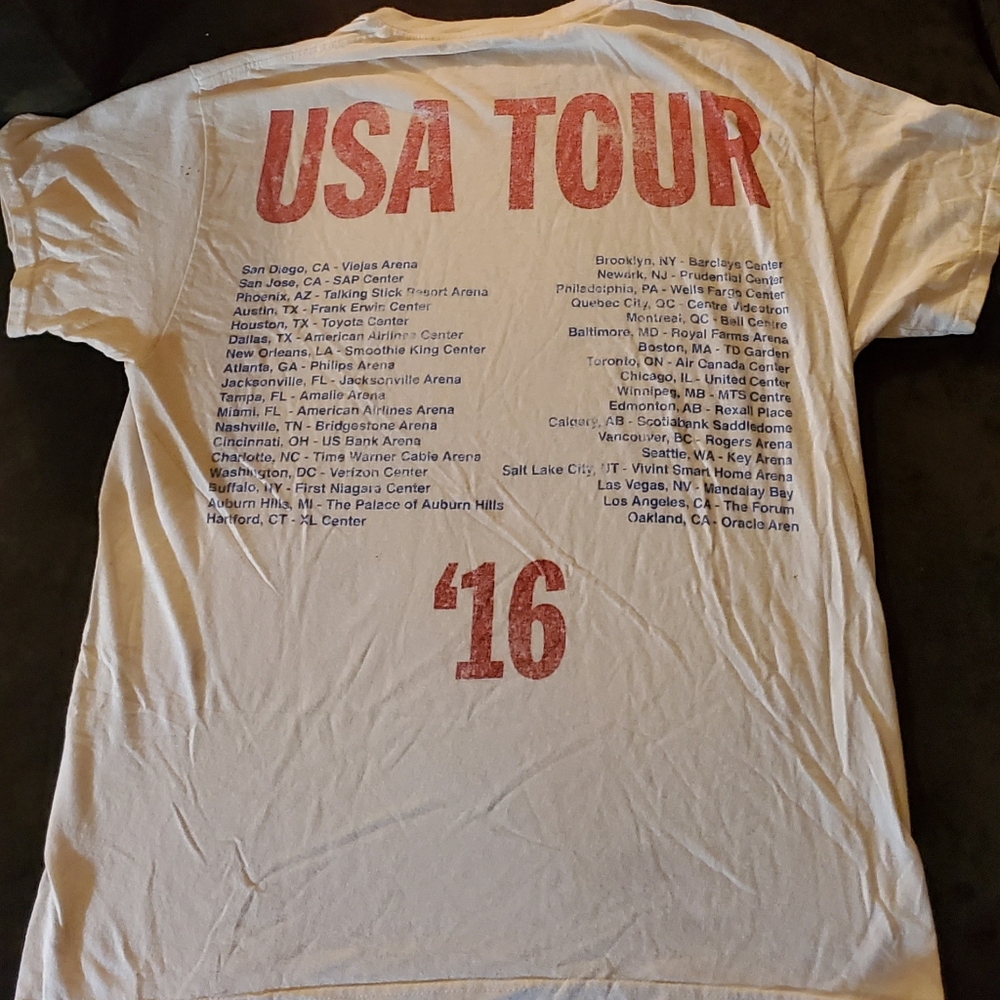 USA TOUR
San Diego, CA - Viejas Arena
San Jose, CA - SAP Center
Phoenix, AZ - Talking Stick Resort Arena
Austin, TX - Frank Erwin Center
Houston, TX - Toyota Center
Dallas, TX - American Airlines Center
New Orleans, LA - Smoothie King Center
Atlanta, GA - Philips Arena
Jacksonville, FL - Jacksonville Arena
Tampa, FL - Amalie Arena
Miami, FL - American Airlines Arena
Nashville, TN - Bridgestone Arena
Cincinnati, OH - US Bank Arena
Charlotte, NC - Time Warner Cable Arena
Washington, DC - Verizon Center
Buffalo, NY - First Niagara Center
Auburn Hills, MI - The Palace of Auburn Hills
Hartford, CT - XL Center
Brooklyn, NY - Barclays Center
Newark, NJ - Prudential Center
Philadelphia, PA - Wells Fargo Center
Quebec City, QC - Centre Videotron
Montreal, QC - Bell Centre
Baltimore, MD - Royal Farms Arena
Boston, MA - TD Garden
Toronto, ON - Air Canada Center
Chicago, IL - United Center
Winnipeg, MB - MTS Centre
Edmonton, AB - Rexall Place
Calgary, AB - Scotiabank Saddledome
Vancouver, BC - Rogers Arena
Seattle, WA - Key Arena
Salt Lake City, UT - Vivint Smart Home Arena
Las Vegas, NV - Mandalay Bay
Los Angeles, CA - The Forum
Oakland, CA - Oracle Aren
‘16